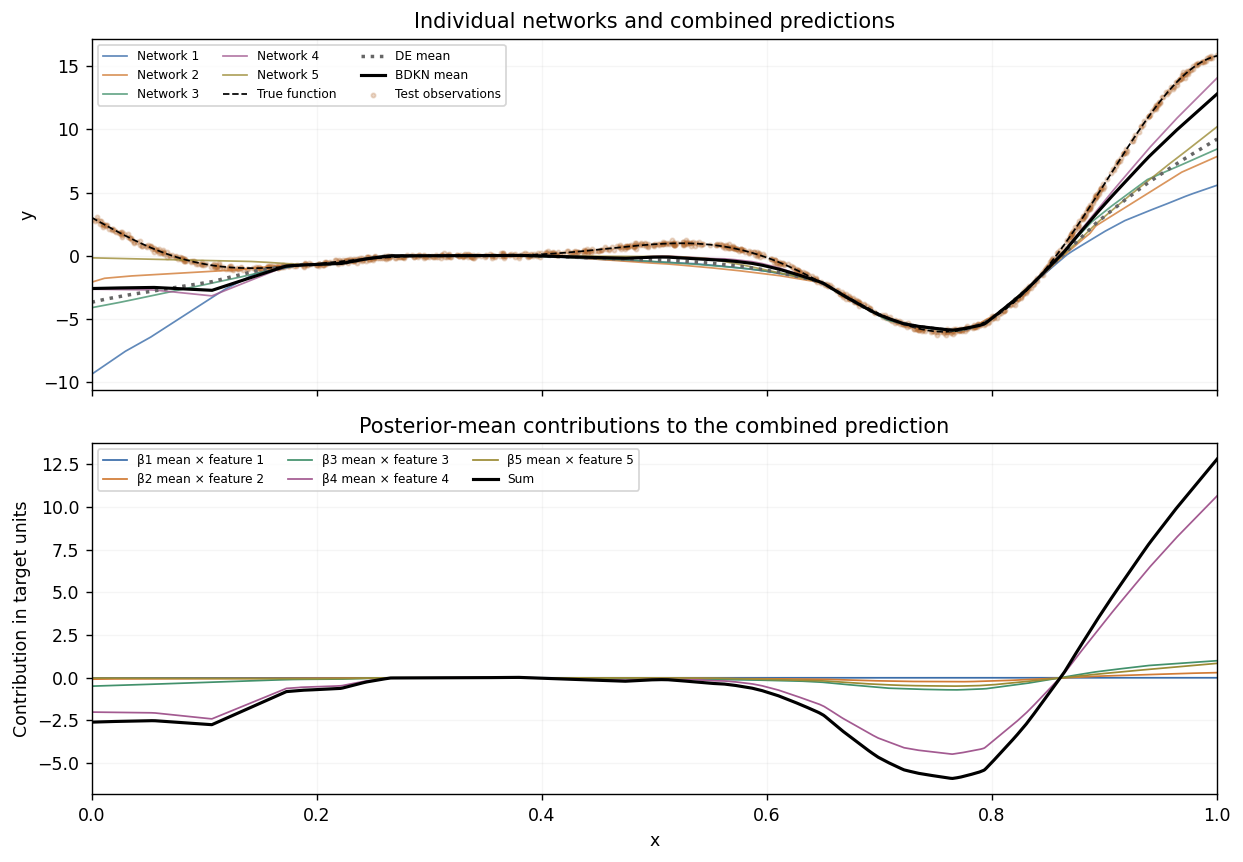 Individual networks and combined predictions
Network 1 Network 4 DE mean
Network 2 Network 5 BDKN mean
Network 3 True function Test observations
15
10
5
0
−5
−10
y
Posterior-mean contributions to the combined prediction
β1 mean × feature 1 β3 mean × feature 3 β5 mean × feature 5
β2 mean × feature 2 β4 mean × feature 4 Sum
12.5
10.0
7.5
5.0
2.5
0.0
−2.5
−5.0
Contribution in target units
0.0 0.2 0.4 0.6 0.8 1.0
x